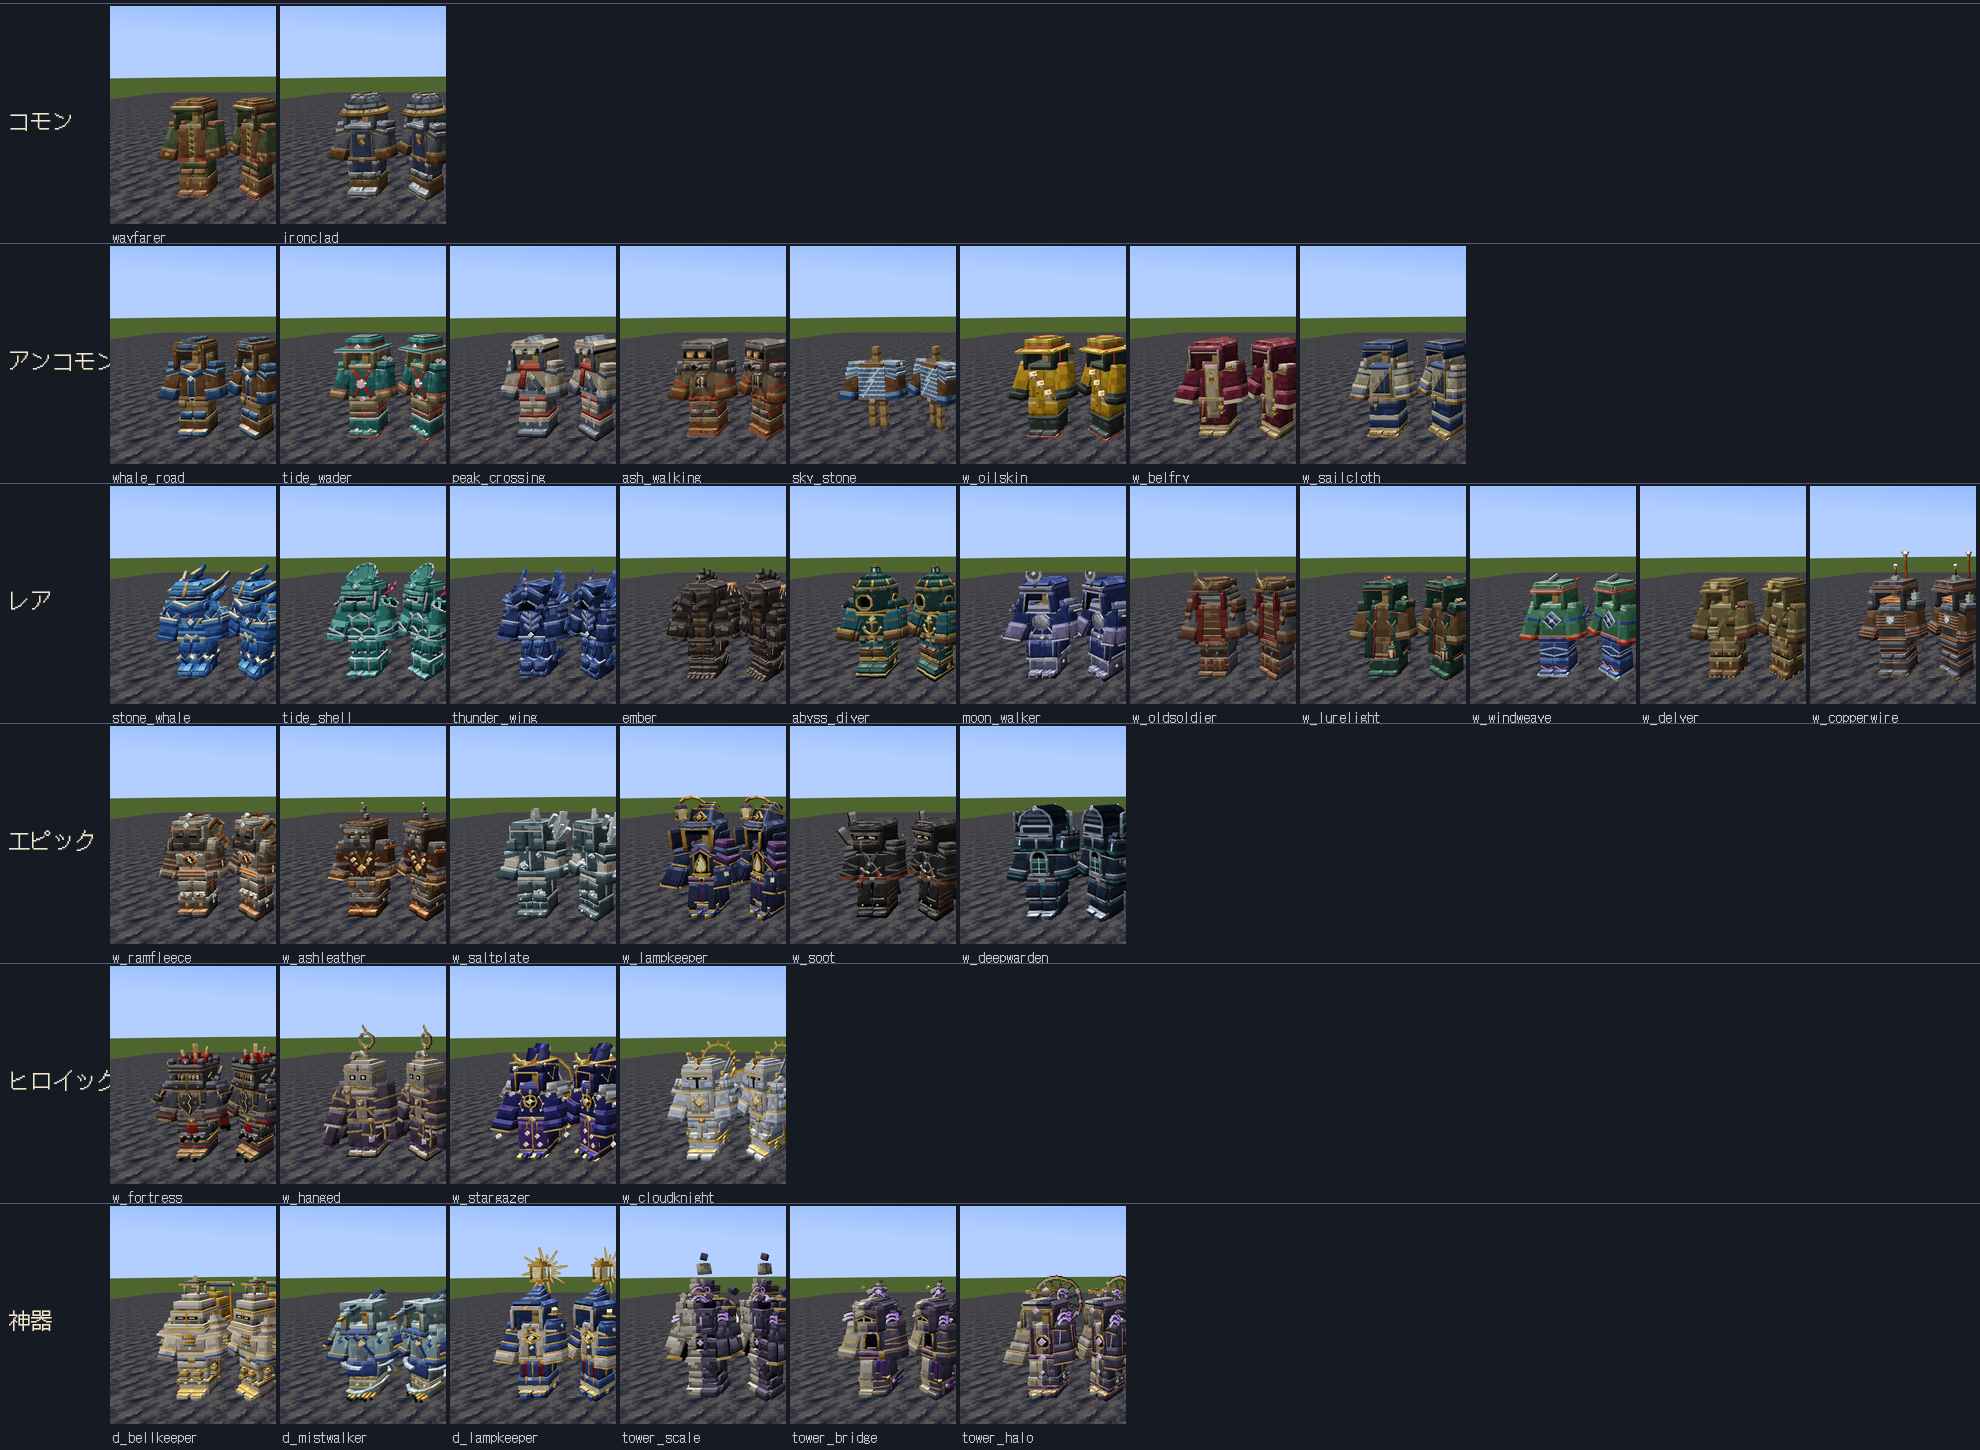 コモン
wayfarer
ironclad
アンコモン
whale_road
tide_wader
peak_crossing
ash_walking
sky_stone
w_oilskin
w_belfry
w_sailcloth
レア
stone_whale
tide_shell
thunder_wing
ember
abyss_diver
moon_walker
w_oldsoldier
w_lurelight
w_windweave
w_delver
w_copperwire
エピック
w_ramfleece
w_ashleather
w_saltplate
w_lampkeeper
w_soot
w_deepwarden
ヒロイック
w_fortress
w_hanged
w_stargazer
w_cloudknight
神器
d_bellkeeper
d_mistwalker
d_lampkeeper
tower_scale
tower_bridge
tower_halo